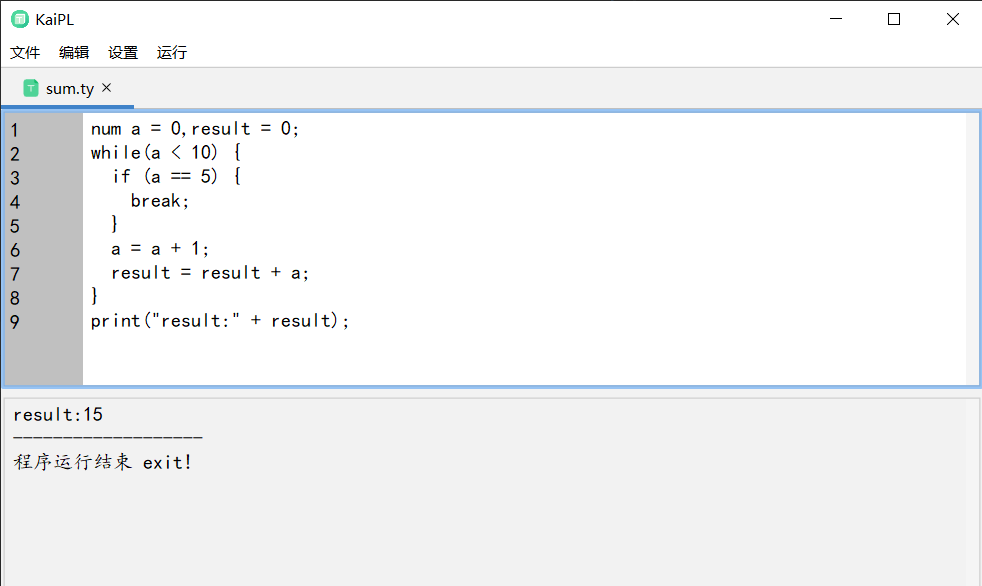 KaiPL
文件 编辑 设置 运行
sum.ty ×
1 num a = 0,result = 0;
2 while(a < 10) {
3   if (a == 5) {
4     break;
5   }
6   a = a + 1;
7   result = result + a;
8 }
9 print("result:" + result);
result:15
-------------------
程序运行结束 exit!